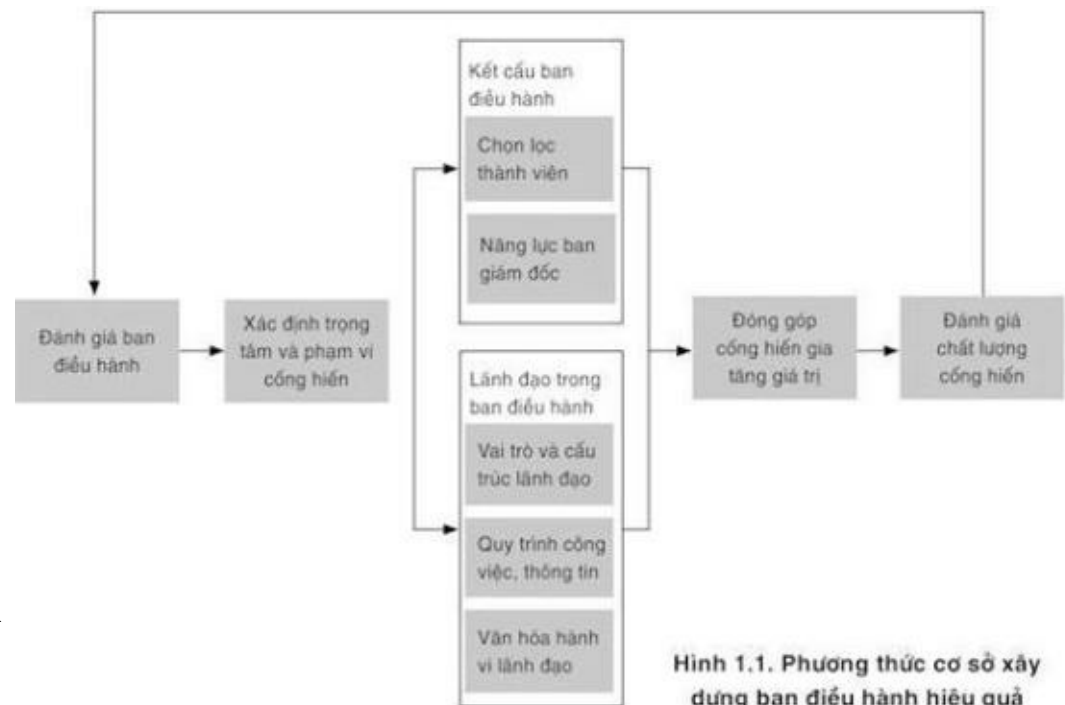 Kết cấu ban
điều hành
Chọn lọc
thành viên
Năng lực ban
giám đốc
Đánh giá ban
điều hành
Xác định trọng
tâm và phạm vi
cống hiến
Lãnh đạo trong
ban điều hành
Vai trò và cấu
trúc lãnh đạo
Quy trình công
việc, thông tin
Văn hóa hành
vi lãnh đạo
Đóng góp
cống hiến gia
tăng giá trị
Đánh giá
chất lượng
cống hiến
Hình 1.1. Phương thức cơ sở xây
dựng ban điều hành hiệu quả